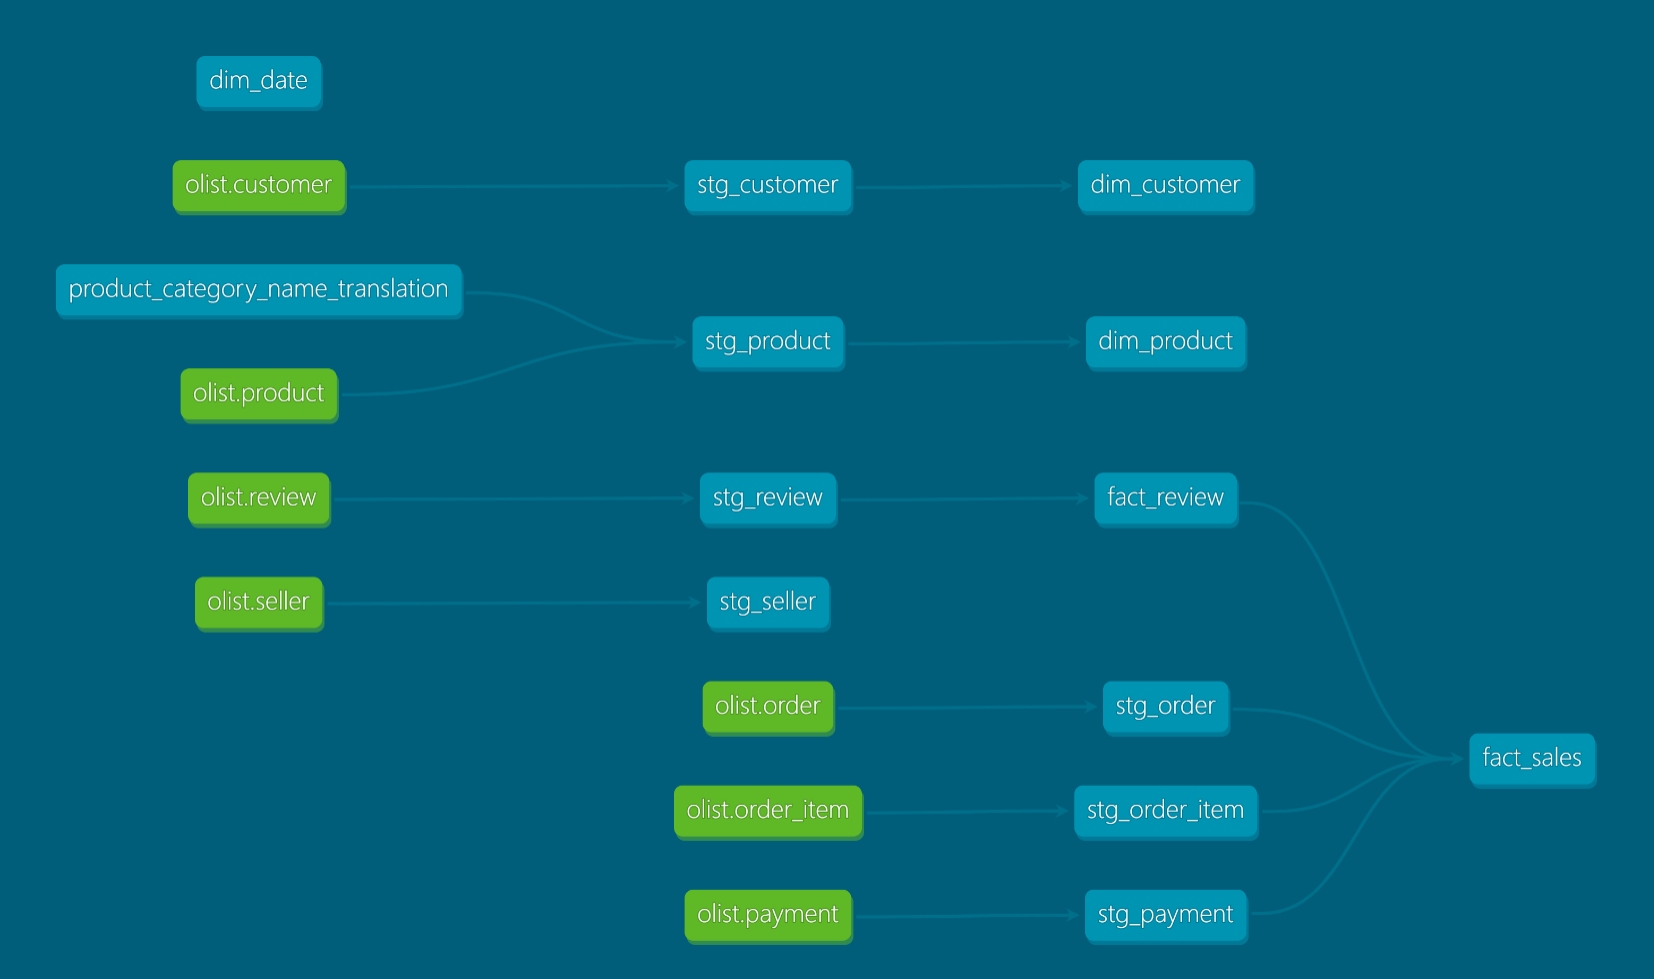 dim_date
olist.customer
stg_customer
dim_customer
product_category_name_translation
stg_product
dim_product
olist.product
olist.review
stg_review
fact_review
olist.seller
stg_seller
olist.order
stg_order
fact_sales
olist.order_item
stg_order_item
olist.payment
stg_payment